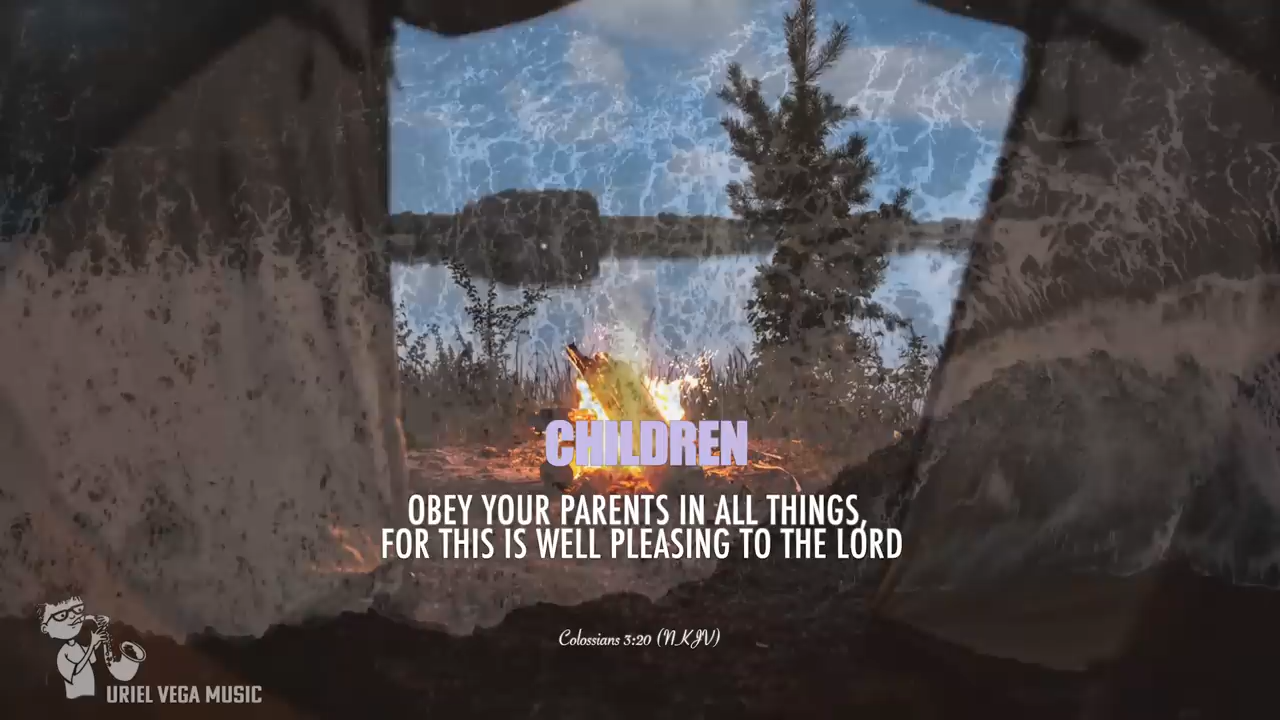 CHILDREN
OBEY YOUR PARENTS IN ALL THINGS,
FOR THIS IS WELL PLEASING TO THE LORD
Colossians 3:20 (NKJV)
URIEL VEGA MUSIC